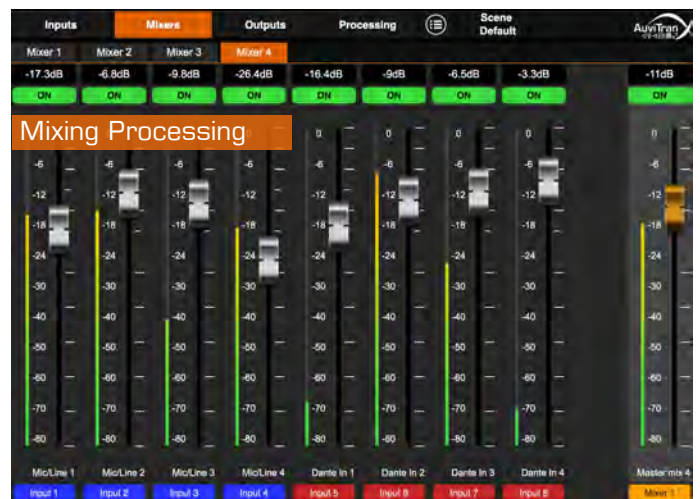 Inputs Mixers Outputs Processing Scene Default
AuviTran
Mixer 1 Mixer 2 Mixer 3 Mixer 4
-17.3dB -6.8dB -9.8dB -26.4dB -16.4dB -9dB -6.5dB -3.3dB -11dB
ON ON ON ON ON ON ON ON ON
Mixing Processing
0 0 0 0 0 0
-6 -6 -6 -6 -6 -6 -6 -6 -6
-12 -12 -12 -12 -12 -12 -12 -12 -12
-18 -18 -18 -18 -18 -18 -18 -18 -18
-24 -24 -24 -24 -24 -24 -24 -24 -24
-30 -30 -30 -30 -30 -30 -30 -30 -30
-40 -40 -40 -40 -40 -40 -40 -40 -40
-50 -50 -50 -50 -50 -50 -50 -50 -50
-60 -60 -60 -60 -60 -60 -60 -60 -60
-70 -70 -70 -70 -70 -70 -70 -70 -70
-80 -80 -80 -80 -80 -80 -80 -80 -80
Mic/Line 1 Mic/Line 2 Mic/Line 3 Mic/Line 4 Dante In 1 Dante In 2 Dante In 3 Dante In 4 Master mix 4
Input 1 Input 2 Input 3 Input 4 Input 5 Input 6 Input 7 Input 8